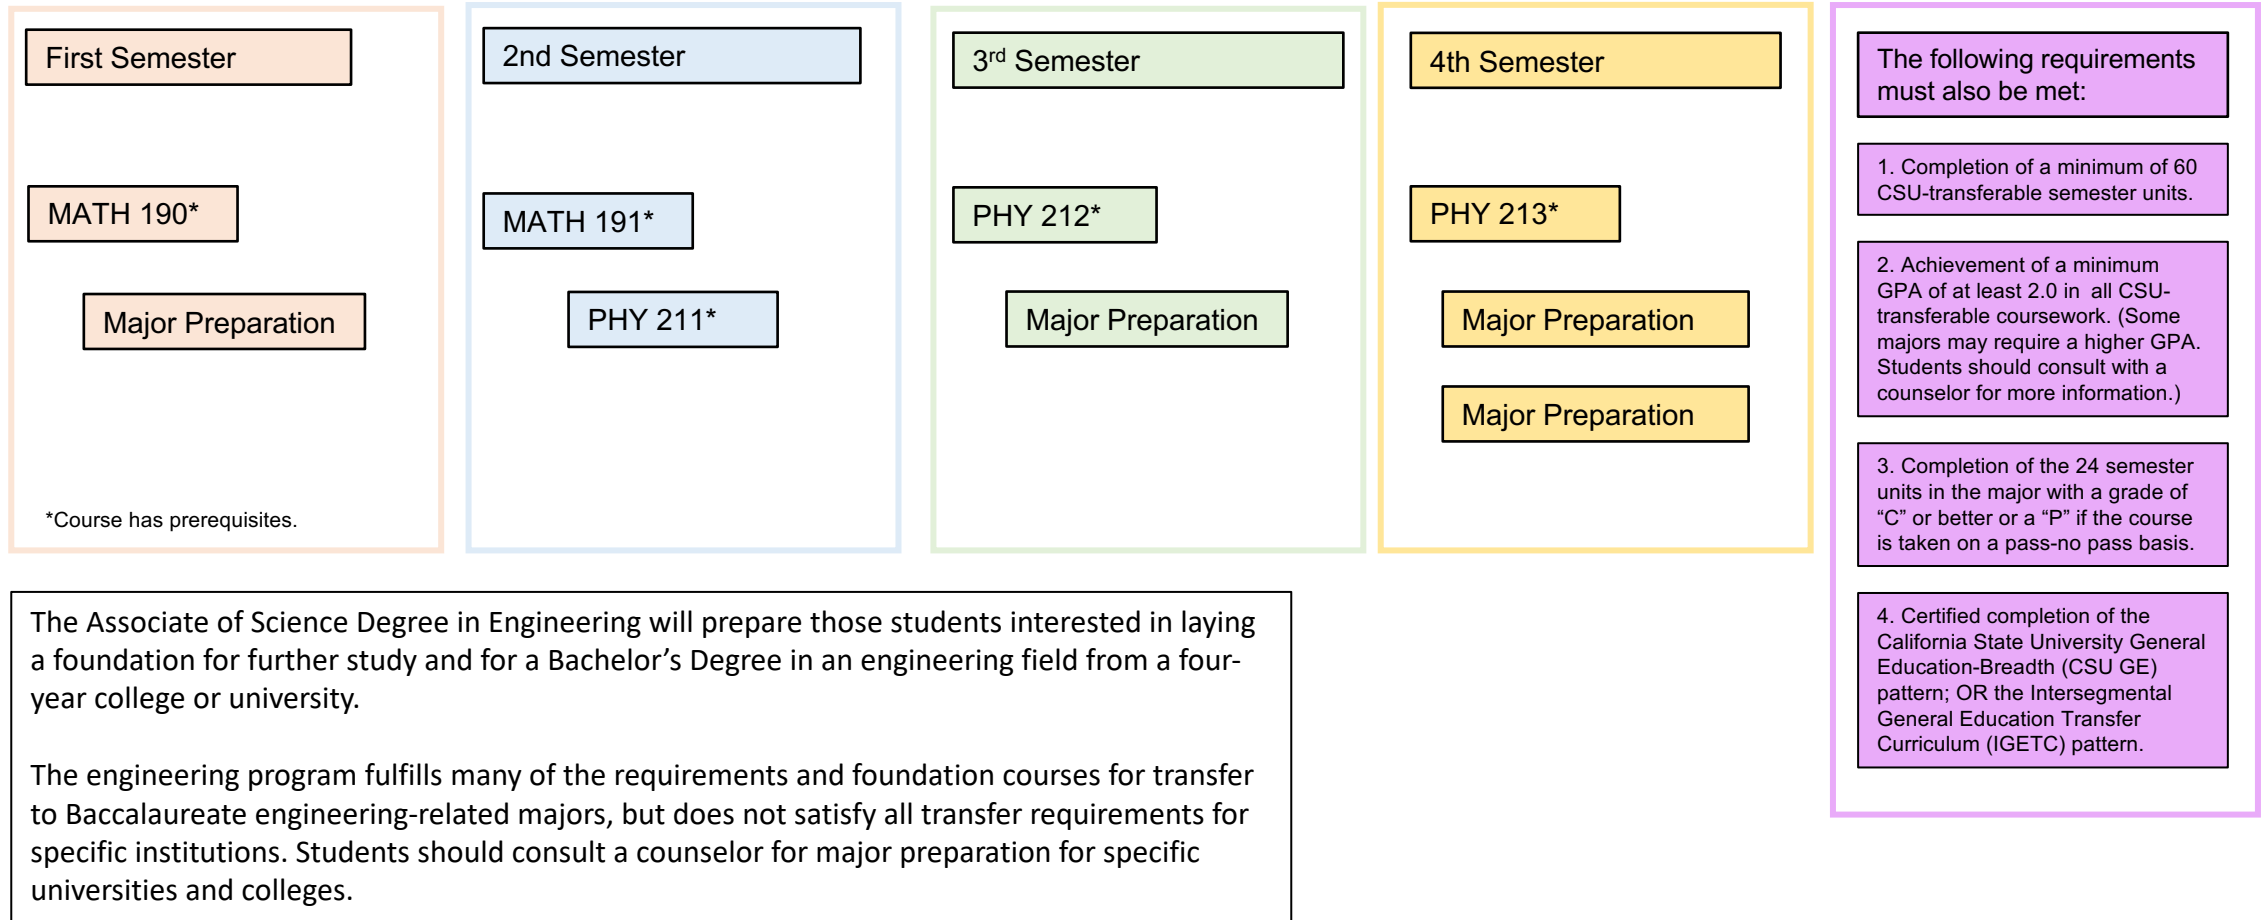 First Semester
MATH 190*
Major Preparation
*Course has prerequisites.
2nd Semester
MATH 191*
PHY 211*
3rd Semester
PHY 212*
Major Preparation
4th Semester
PHY 213*
Major Preparation
Major Preparation
The following requirements
must also be met:
1. Completion of a minimum of 60
CSU-transferable semester units.
2. Achievement of a minimum
GPA of at least 2.0 in  all CSU-
transferable coursework. (Some
majors may require a higher GPA.
Students should consult with a
counselor for more information.)
3. Completion of the 24 semester
units in the major with a grade of
“C” or better or a “P” if the course
is taken on a pass-no pass basis.
4. Certified completion of the
California State University General
Education-Breadth (CSU GE)
pattern; OR the Intersegmental
General Education Transfer
Curriculum (IGETC) pattern.
The Associate of Science Degree in Engineering will prepare those students interested in laying
a foundation for further study and for a Bachelor’s Degree in an engineering field from a four-
year college or university.
The engineering program fulfills many of the requirements and foundation courses for transfer
to Baccalaureate engineering-related majors, but does not satisfy all transfer requirements for
specific institutions. Students should consult a counselor for major preparation for specific
universities and colleges.